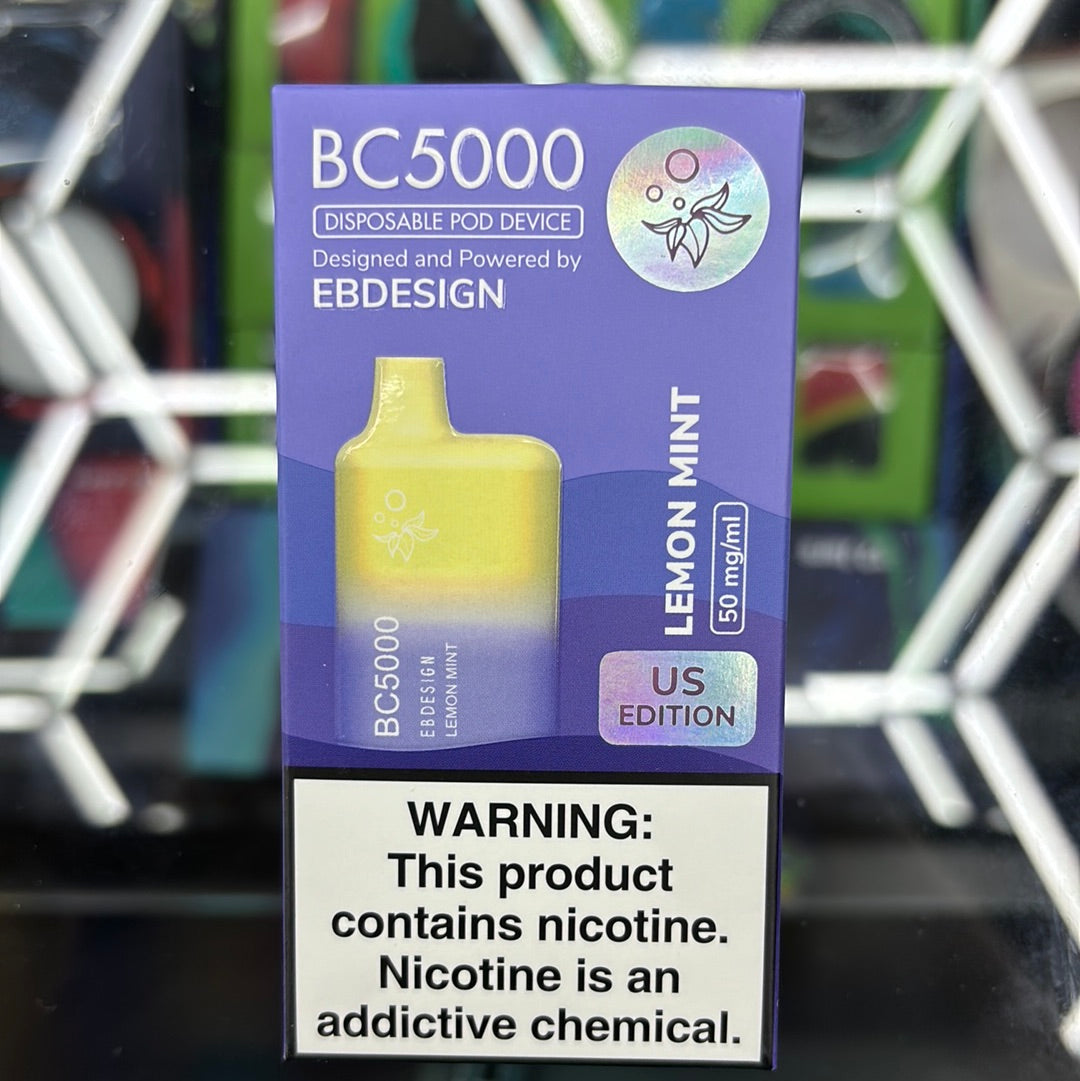 BC5000
DISPOSABLE POD DEVICE
Designed and Powered by
EBDESIGN
LEMON MINT
50 mg/ml
BC5000
EBDESIGN
LEMON MINT
US
EDITION
WARNING:
This product
contains nicotine.
Nicotine is an
addictive chemical.